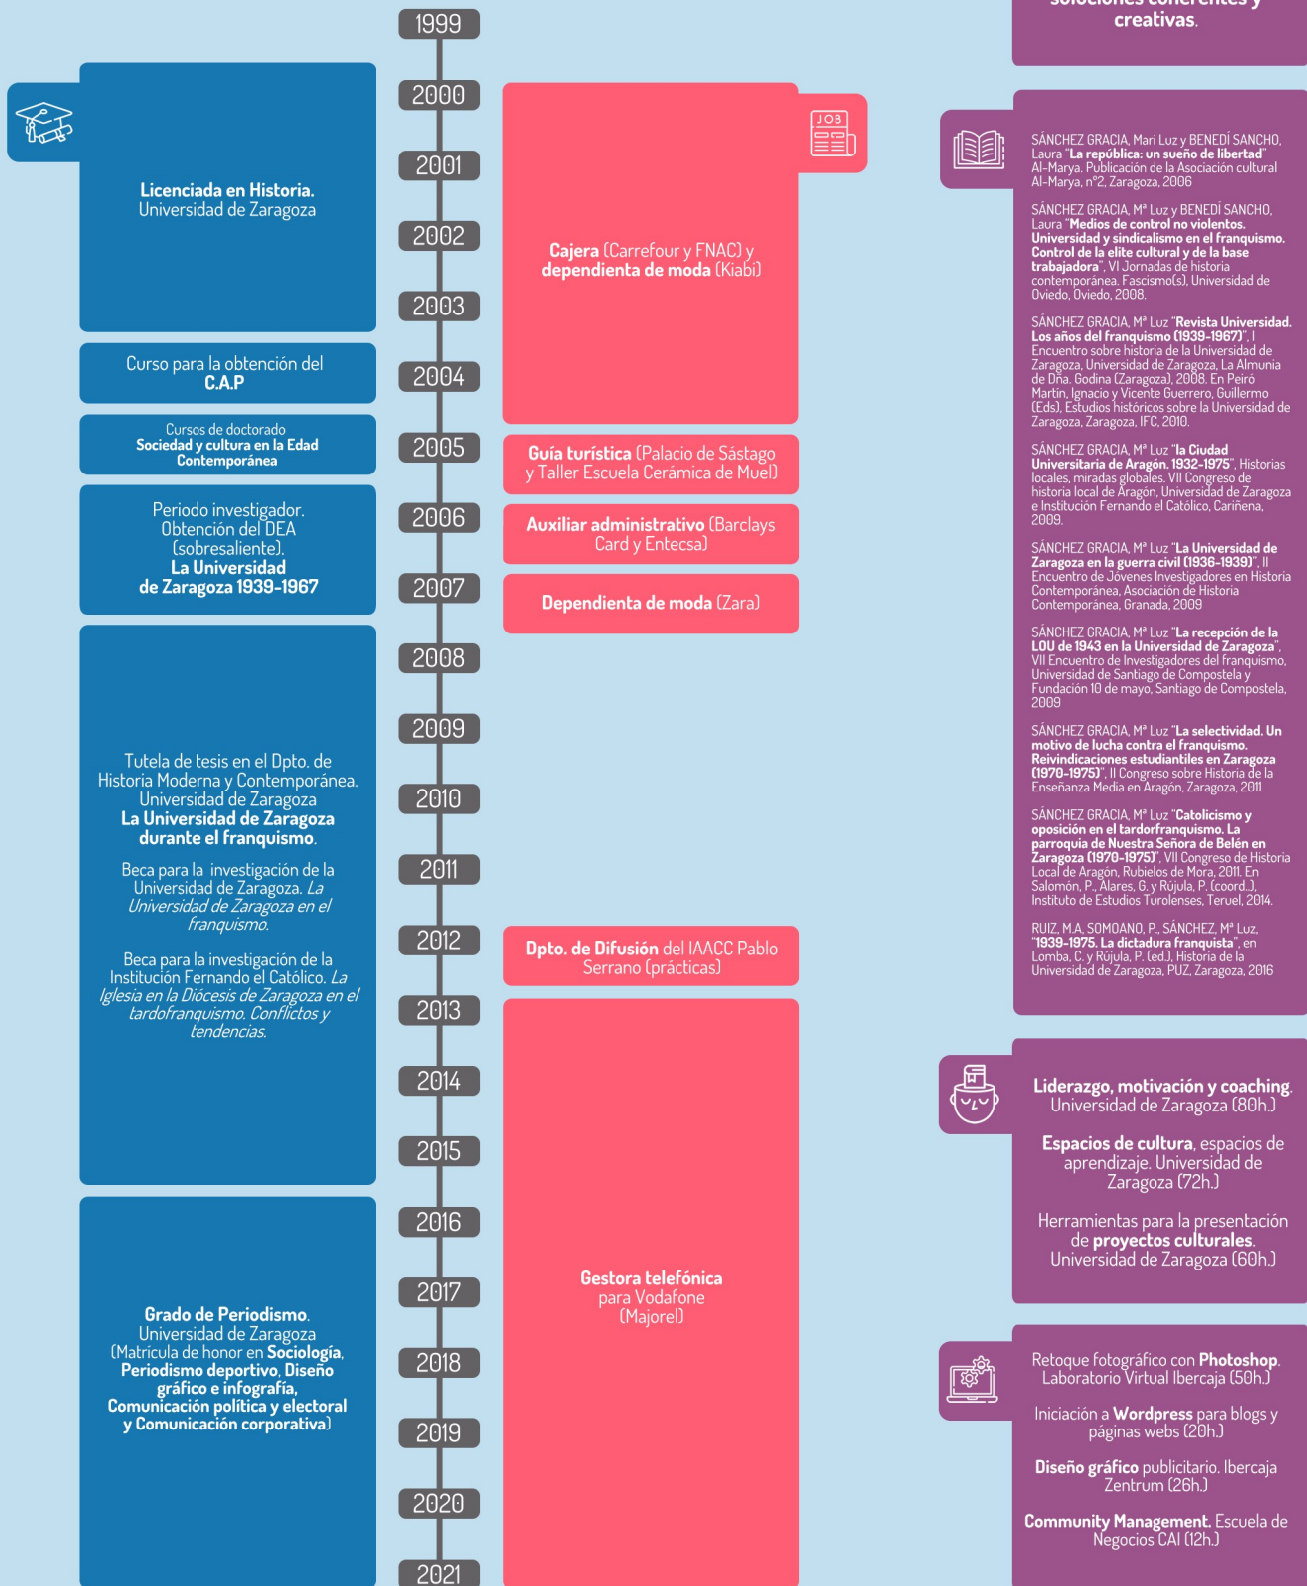 1999
2000
2001
2002
2003
2004
2005
2006
2007
2008
2009
2010
2011
2012
2013
2014
2015
2016
2017
2018
2019
2020
2021
Licenciada en Historia.
Universidad de Zaragoza
Curso para la obtención del
C.A.P
Cursos de doctorado
Sociedad y cultura en la Edad
Contemporánea
Periodo investigador.
Obtención del DEA
(sobresaliente).
La Universidad
de Zaragoza 1939-1967
Tutela de tesis en el Dpto. de
Historia Moderna y Contemporánea.
Universidad de Zaragoza
La Universidad de Zaragoza
durante el franquismo.
Beca para la investigación de la
Universidad de Zaragoza. La
Universidad de Zaragoza en el
franquismo.
Beca para la investigación de la
Institución Fernando el Católico. La
Iglesia en la Diócesis de Zaragoza en el
tardofranquismo. Conflictos y
tendencias.
Grado de Periodismo.
Universidad de Zaragoza
(Matrícula de honor en Sociología,
Periodismo deportivo, Diseño
gráfico e infografía,
Comunicación política y electoral
y Comunicación corporativa)
JOB
Cajera (Carrefour y FNAC) y
dependienta de moda (Kiabi)
Guía turística (Palacio de Sástago
y Taller Escuela Cerámica de Muel)
Auxiliar administrativo (Barclays
Card y Entecsa)
Dependienta de moda (Zara)
Dpto. de Difusión del IAACC Pablo
Serrano (prácticas)
Gestora telefónica
para Vodafone
(Majorel)
soluciones coherentes y
creativas.
SÁNCHEZ GRACIA, Mari Luz y BENEDÍ SANCHO,
Laura "La república: un sueño de libertad"
Al-Marya. Publicación de la Asociación cultural
Al-Marya, nº2, Zaragoza, 2006
SÁNCHEZ GRACIA, Mª Luz y BENEDÍ SANCHO,
Laura "Medios de control no violentos.
Universidad y sindicalismo en el franquismo.
Control de la elite cultural y de la base
trabajadora", VI Jornadas de historia
contemporánea. Fascismo(s), Universidad de
Oviedo, Oviedo, 2008.
SÁNCHEZ GRACIA, Mª Luz "Revista Universidad.
Los años del franquismo (1939-1967)", I
Encuentro sobre historia de la Universidad de
Zaragoza, Universidad de Zaragoza, La Almunia
de Dña. Godina (Zaragoza), 2008. En Peiró
Martín, Ignacio y Vicente Guerrero, Guillermo
(Eds), Estudios históricos sobre la Universidad de
Zaragoza, Zaragoza, IFC, 2010.
SÁNCHEZ GRACIA, Mª Luz "la Ciudad
Universitaria de Aragón. 1932-1975", Historias
locales, miradas globales. VII Congreso de
historia local de Aragón, Universidad de Zaragoza
e Institución Fernando el Católico, Cariñena,
2009.
SÁNCHEZ GRACIA, Mª Luz "La Universidad de
Zaragoza en la guerra civil (1936-1939)", II
Encuentro de Jóvenes Investigadores en Historia
Contemporánea, Asociación de Historia
Contemporánea, Granada, 2009
SÁNCHEZ GRACIA, Mª Luz "La recepción de la
LOU de 1943 en la Universidad de Zaragoza",
VII Encuentro de Investigadores del franquismo,
Universidad de Santiago de Compostela y
Fundación 10 de mayo, Santiago de Compostela,
2009
SÁNCHEZ GRACIA, Mª Luz "La selectividad. Un
motivo de lucha contra el franquismo.
Reivindicaciones estudiantiles en Zaragoza
(1970-1975)", II Congreso sobre Historia de la
Enseñanza Media en Aragón, Zaragoza, 2011
SÁNCHEZ GRACIA, Mª Luz "Catolicismo y
oposición en el tardorfranquismo. La
parroquia de Nuestra Señora de Belén en
Zaragoza (1970-1975)", VII Congreso de Historia
Local de Aragón, Rubielos de Mora, 2011. En
Salomón, P., Alares, G. y Rújula, P. (coord..),
Instituto de Estudios Turolenses, Teruel, 2014.
RUIZ, M.A, SOMOANO, P., SÁNCHEZ, Mª Luz,
"1939-1975. La dictadura franquista", en
Lomba, C. y Rújula, P. (ed.), Historia de la
Universidad de Zaragoza, PUZ, Zaragoza, 2016
Liderazgo, motivación y coaching.
Universidad de Zaragoza (80h.)
Espacios de cultura, espacios de
aprendizaje. Universidad de
Zaragoza (72h.)
Herramientas para la presentación
de proyectos culturales.
Universidad de Zaragoza (60h.)
Retoque fotográfico con Photoshop.
Laboratorio Virtual Ibercaja (50h.)
Iniciación a Wordpress para blogs y
páginas webs (20h.)
Diseño gráfico publicitario. Ibercaja
Zentrum (26h.)
Community Management. Escuela de
Negocios CAI (12h.)